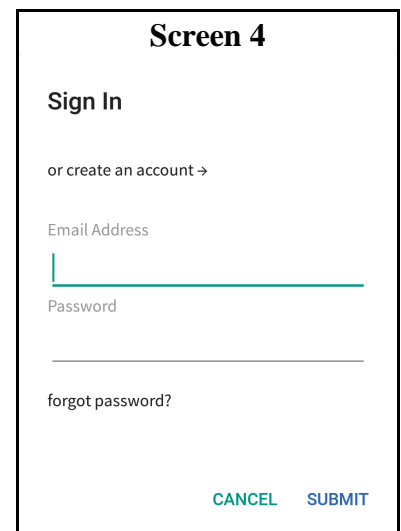 Screen 4
Sign In
or create an account →
Email Address
Password
forgot password?
CANCEL SUBMIT